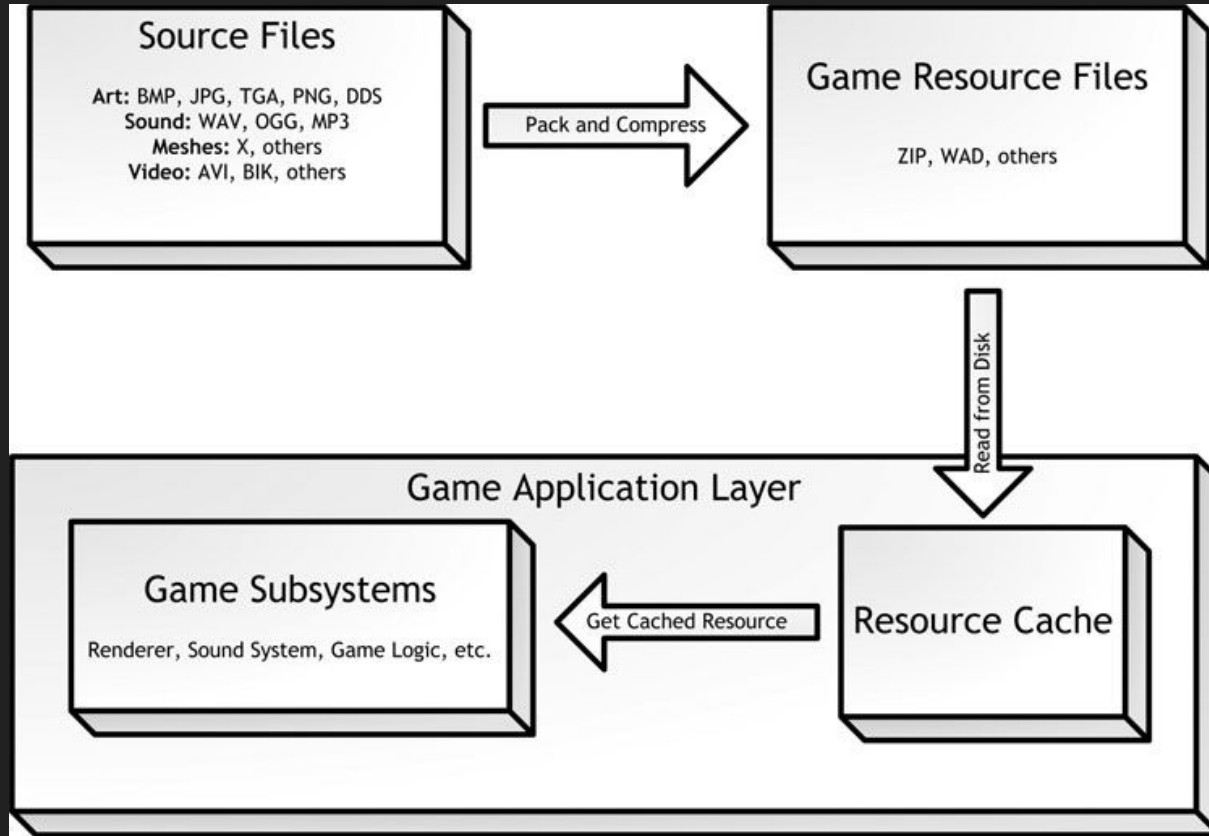 Source Files
Art: BMP, JPG, TGA, PNG, DDS
Sound: WAV, OGG, MP3
Meshes: X, others
Video: AVI, BIK, others
Pack and Compress
Game Resource Files
ZIP, WAD, others
Read from Disk
Game Application Layer
Game Subsystems
Renderer, Sound System, Game Logic, etc.
Get Cached Resource
Resource Cache